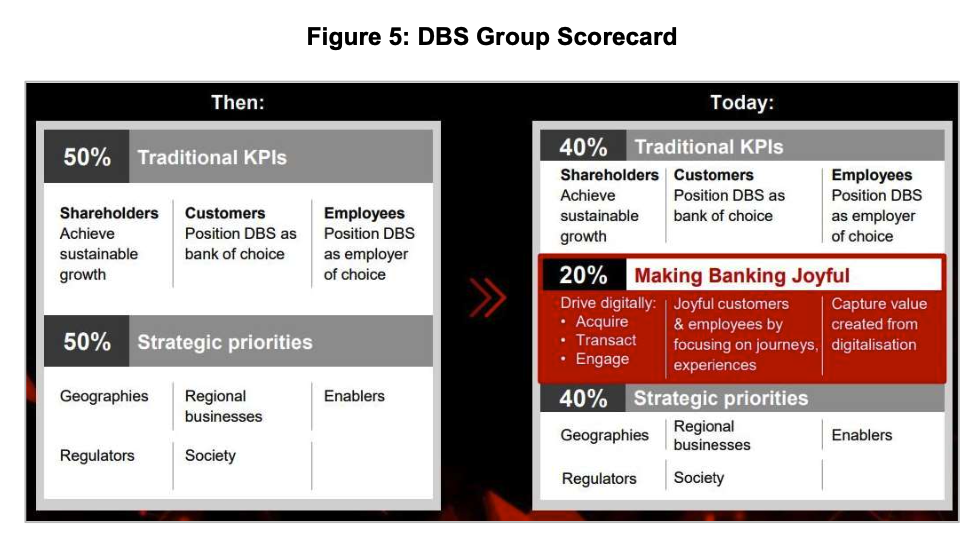 Figure 5: DBS Group Scorecard
Then:
50% Traditional KPIs
Shareholders
Achieve
sustainable
growth
Customers
Position DBS as
bank of choice
Employees
Position DBS
as employer
of choice
50% Strategic priorities
Geographies
Regional
businesses
Enablers
Regulators
Society
Today:
40% Traditional KPIs
Shareholders
Achieve
sustainable
growth
Customers
Position DBS as
bank of choice
Employees
Position DBS
as employer
of choice
20% Making Banking Joyful
Drive digitally:
• Acquire
• Transact
• Engage
Joyful customers
& employees by
focusing on journeys,
experiences
Capture value
created from
digitalisation
40% Strategic priorities
Geographies
Regional
businesses
Enablers
Regulators
Society